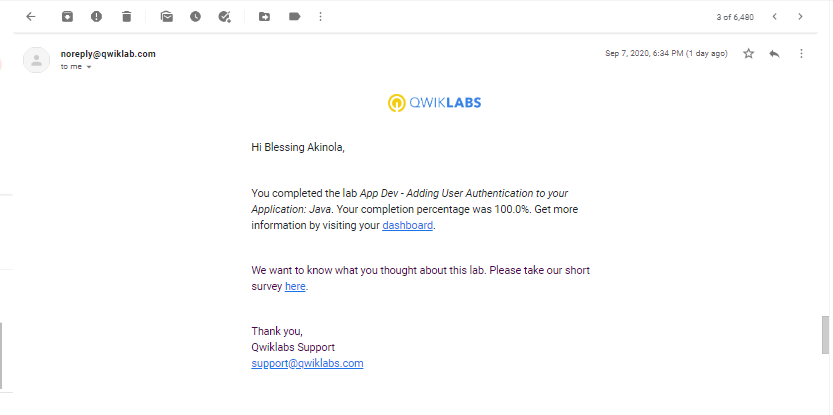 3 of 6,480
noreply@qwiklab.com
Sep 7, 2020, 6:34 PM (1 day ago)
to me
QWIKLABS
Hi Blessing Akinola,
You completed the lab App Dev - Adding User Authentication to your
Application: Java. Your completion percentage was 100.0%. Get more
information by visiting your dashboard.
We want to know what you thought about this lab. Please take our short
survey here.
Thank you,
Qwiklabs Support
support@qwiklabs.com